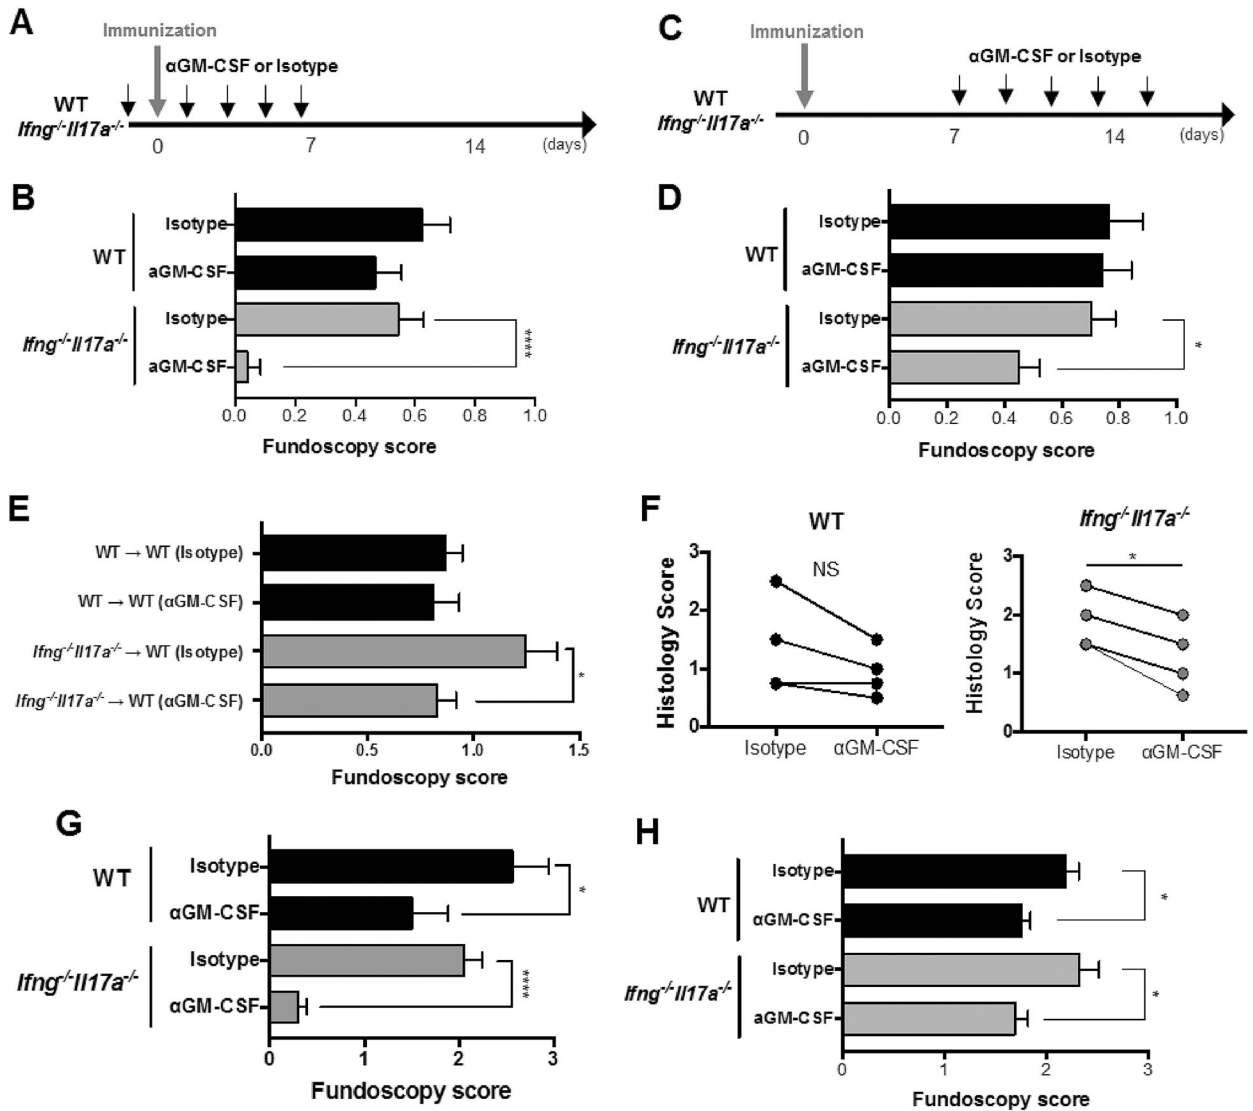 A
Immunization
αGM-CSF or Isotype
WT
Ifng-/-Il17a-/-
0
7
14
(days)
C
Immunization
αGM-CSF or Isotype
WT
Ifng-/-Il17a-/-
0
7
14
(days)
B
WT
Isotype
aGM-CSF
Ifng-/-Il17a-/-
Isotype
aGM-CSF
****
0.0 0.2 0.4 0.6 0.8 1.0
Fundoscopy score
D
WT
Isotype
aGM-CSF
Ifng-/-Il17a-/-
Isotype
aGM-CSF
*
0.0 0.2 0.4 0.6 0.8 1.0
Fundoscopy score
E
WT → WT (Isotype)
WT → WT (αGM-CSF)
Ifng-/-Il17a-/- → WT (Isotype)
Ifng-/-Il17a-/- → WT (αGM-CSF)
*
0.0 0.5 1.0 1.5
Fundoscopy score
F
WT
NS
Histology Score
3
2
1
0
Isotype αGM-CSF
Ifng-/-Il17a-/-
*
Histology Score
3
2
1
0
Isotype αGM-CSF
G
WT
Isotype
αGM-CSF
*
Ifng-/-Il17a-/-
Isotype
αGM-CSF
****
0 1 2 3
Fundoscopy score
H
WT
Isotype
αGM-CSF
*
Ifng-/-Il17a-/-
Isotype
aGM-CSF
*
0 1 2 3
Fundoscopy score